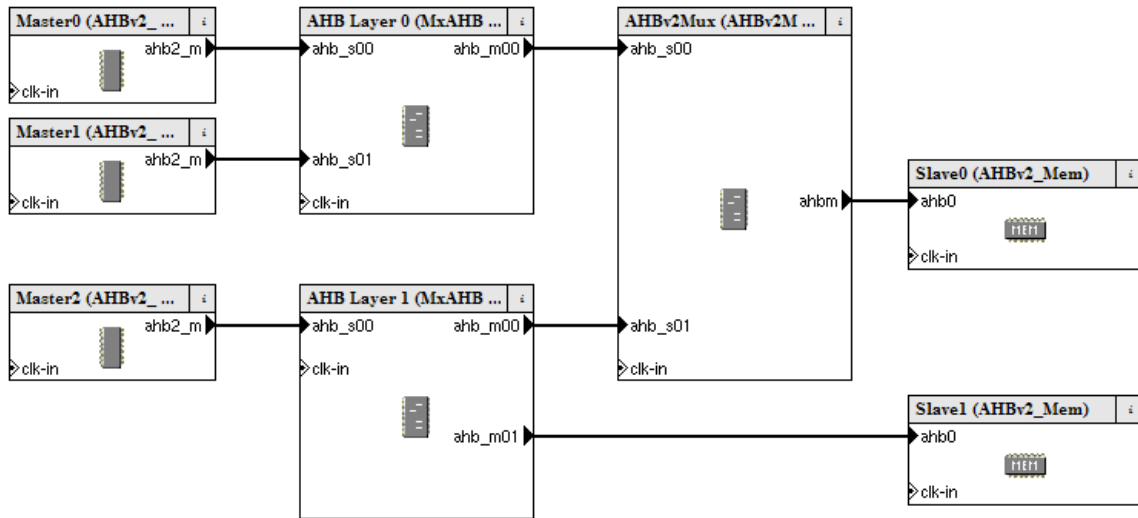 Master0 (AHBv2_ ... i
ahb2_m
clk-in
Master1 (AHBv2_ ... i
ahb2_m
clk-in
Master2 (AHBv2_ ... i
ahb2_m
clk-in
AHB Layer 0 (MxAHB ... i
ahb_s00 ahb_m00
ahb_s01
clk-in
AHB Layer 1 (MxAHB ... i
ahb_s00 ahb_m00
clk-in
ahb_m01
AHBv2Mux (AHBv2M ... i
ahb_s00
ahbm
ahb_s01
clk-in
Slave0 (AHBv2_Mem) i
ahb0
MEM
clk-in
Slave1 (AHBv2_Mem) i
ahb0
MEM
clk-in